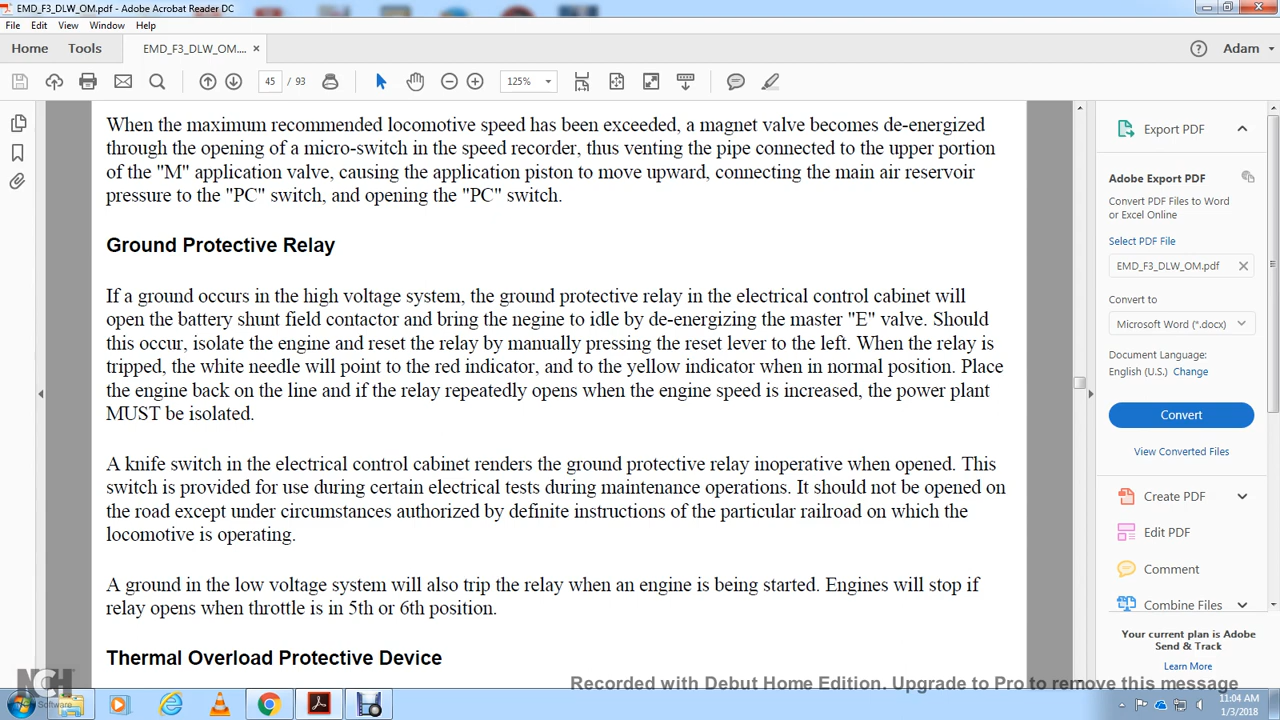 EMD_F3_DLW_OM.pdf - Adobe Acrobat Reader DC
File Edit View Window Help
Home Tools EMD_F3_DLW_OM.... × ? Adam
45 / 93 125%
When the maximum recommended locomotive speed has been exceeded, a magnet valve becomes de-energized
through the opening of a micro-switch in the speed recorder, thus venting the pipe connected to the upper portion
of the "M" application valve, causing the application piston to move upward, connecting the main air reservoir
pressure to the "PC" switch, and opening the "PC" switch.
Ground Protective Relay
If a ground occurs in the high voltage system, the ground protective relay in the electrical control cabinet will
open the battery shunt field contactor and bring the negine to idle by de-energizing the master "E" valve. Should
this occur, isolate the engine and reset the relay by manually pressing the reset lever to the left. When the relay is
tripped, the white needle will point to the red indicator, and to the yellow indicator when in normal position. Place
the engine back on the line and if the relay repeatedly opens when the engine speed is increased, the power plant
MUST be isolated.
A knife switch in the electrical control cabinet renders the ground protective relay inoperative when opened. This
switch is provided for use during certain electrical tests during maintenance operations. It should not be opened on
the road except under circumstances authorized by definite instructions of the particular railroad on which the
locomotive is operating.
A ground in the low voltage system will also trip the relay when an engine is being started. Engines will stop if
relay opens when throttle is in 5th or 6th position.
Thermal Overload Protective Device
Export PDF
Adobe Export PDF
Convert PDF Files to Word
or Excel Online
Select PDF File
EMD_F3_DLW_OM.pdf
Convert to
Microsoft Word (*.docx)
Document Language:
English (U.S.) Change
Convert
View Converted Files
Create PDF
Edit PDF
Comment
Combine Files
Your current plan is Adobe
Send & Track
Learn More
NCH
Software
Recorded with Debut Home Edition. Upgrade to Pro to remove this message
11:04 AM
1/3/2018